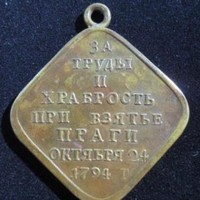 ЗА
ТРУДЫ
И
ХРАБРОСТЬ
ПРИ ВЗЯТЬЕ
ПРАГИ
ОКТЯБРЯ 24
1794 Г